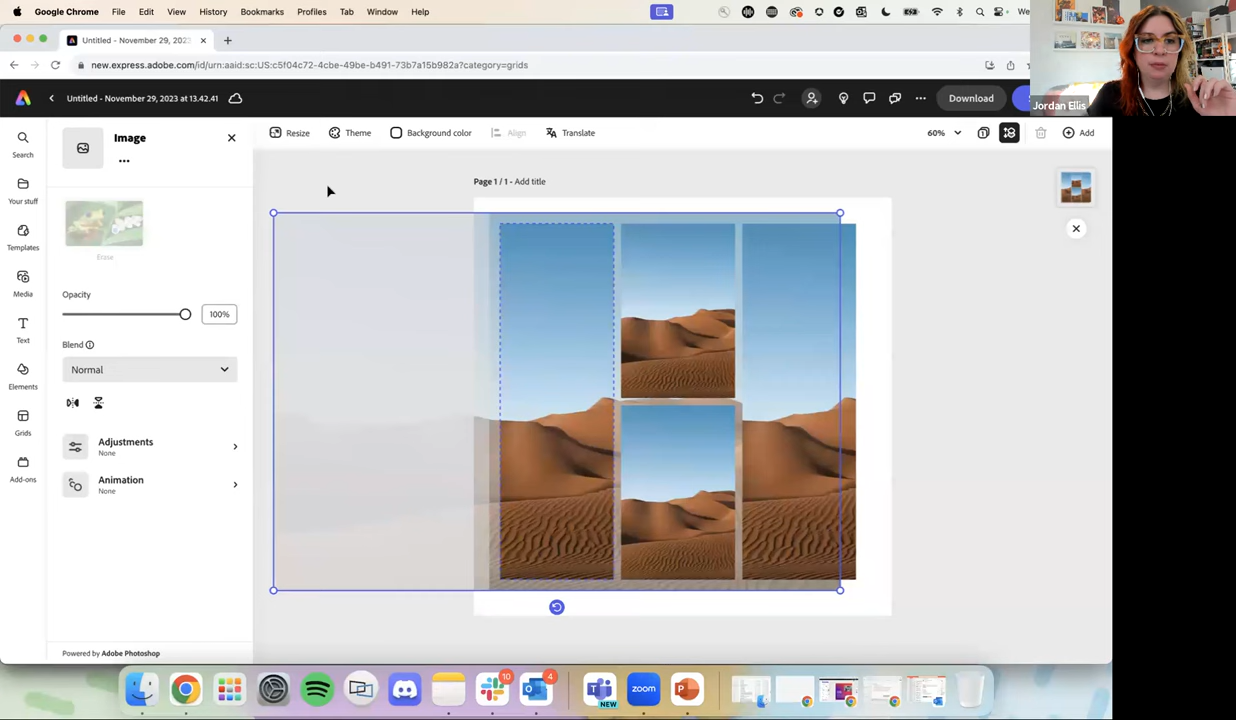 Google Chrome File Edit View History Bookmarks Profiles Tab Window Help
Untitled - November 29, 202
new.express.adobe.com/id/urn:aaid:sc:US:c5f04c72-4cbe-49be-b491-73b7a15b982a?category=grids
Jordan Ellis
Untitled - November 29, 2023 at 13.42.41
Download
Image
Resize
Theme
Background color
Align
Translate
60%
Add
Search
Your stuff
Templates
Media
Text
Elements
Grids
Add-ons
Page 1 / 1 - Add title
Erase
Opacity
100%
Blend
Normal
Adjustments
None
Animation
None
Powered by Adobe Photoshop
10
4
NEW
zoom